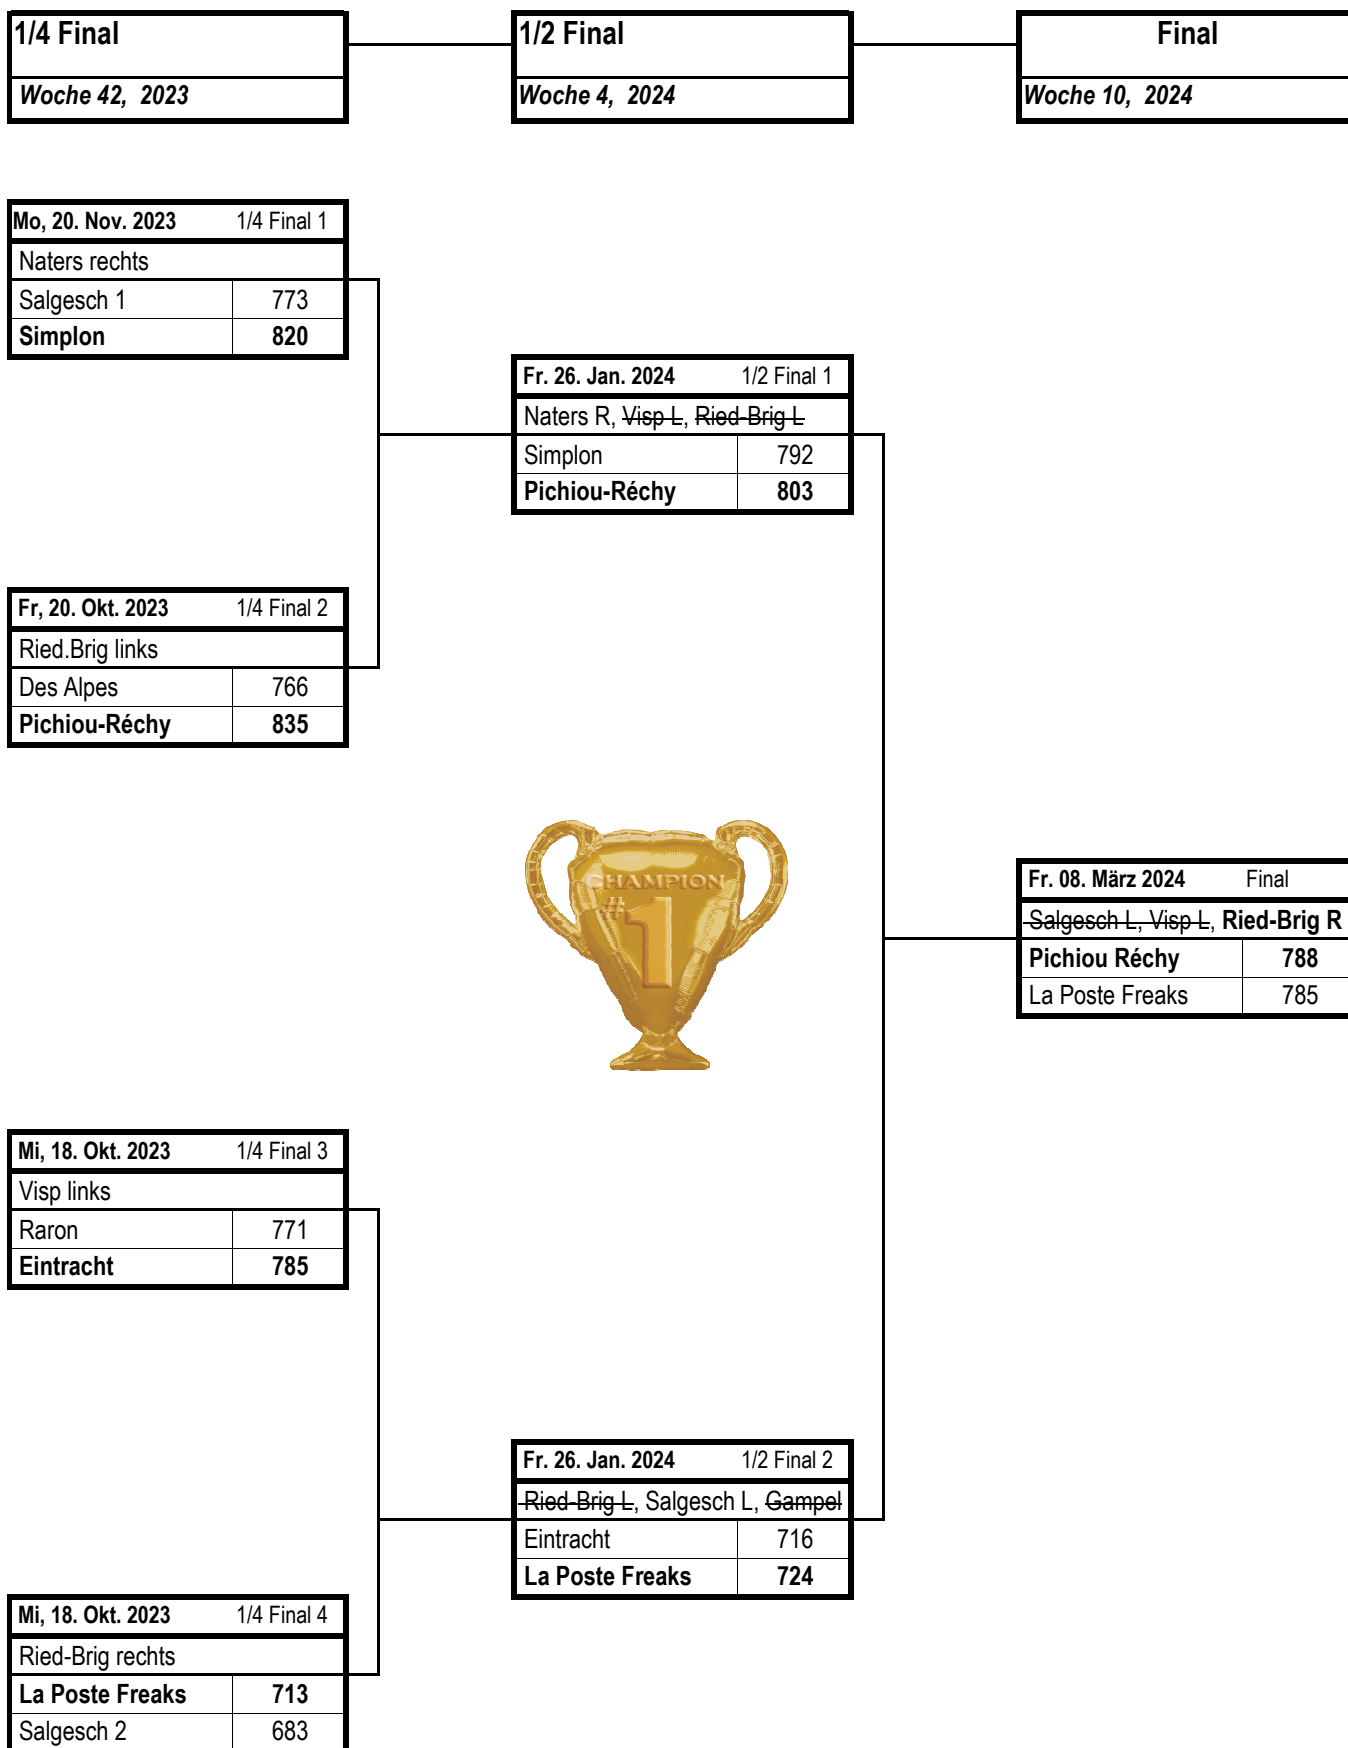 1/4 Final
Woche 42, 2023
1/2 Final
Woche 4, 2024
Final
Woche 10, 2024
Mo, 20. Nov. 2023 1/4 Final 1
Naters rechts
Salgesch 1 773
Simplon 820
Fr. 26. Jan. 2024 1/2 Final 1
Naters R, Visp L, Ried-Brig L
Simplon 792
Pichiou-Réchy 803
Fr, 20. Okt. 2023 1/4 Final 2
Ried.Brig links
Des Alpes 766
Pichiou-Réchy 835
CHAMPION
#1
Fr. 08. März 2024 Final
Salgesch L, Visp L, Ried-Brig R
Pichiou Réchy 788
La Poste Freaks 785
Mi, 18. Okt. 2023 1/4 Final 3
Visp links
Raron 771
Eintracht 785
Fr. 26. Jan. 2024 1/2 Final 2
Ried-Brig L, Salgesch L, Gampel
Eintracht 716
La Poste Freaks 724
Mi, 18. Okt. 2023 1/4 Final 4
Ried-Brig rechts
La Poste Freaks 713
Salgesch 2 683